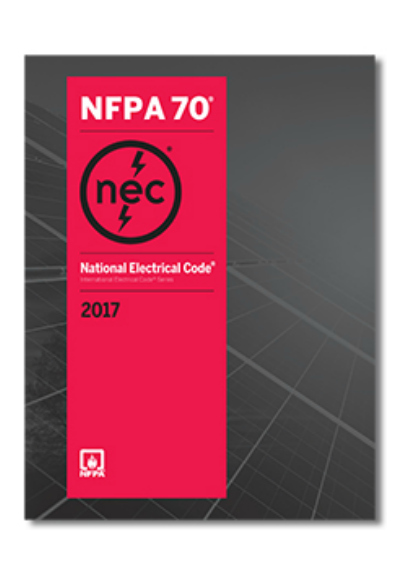 NFPA 70®
nec®
National Electrical Code®
International Electrical Code® Series
2017
NFPA